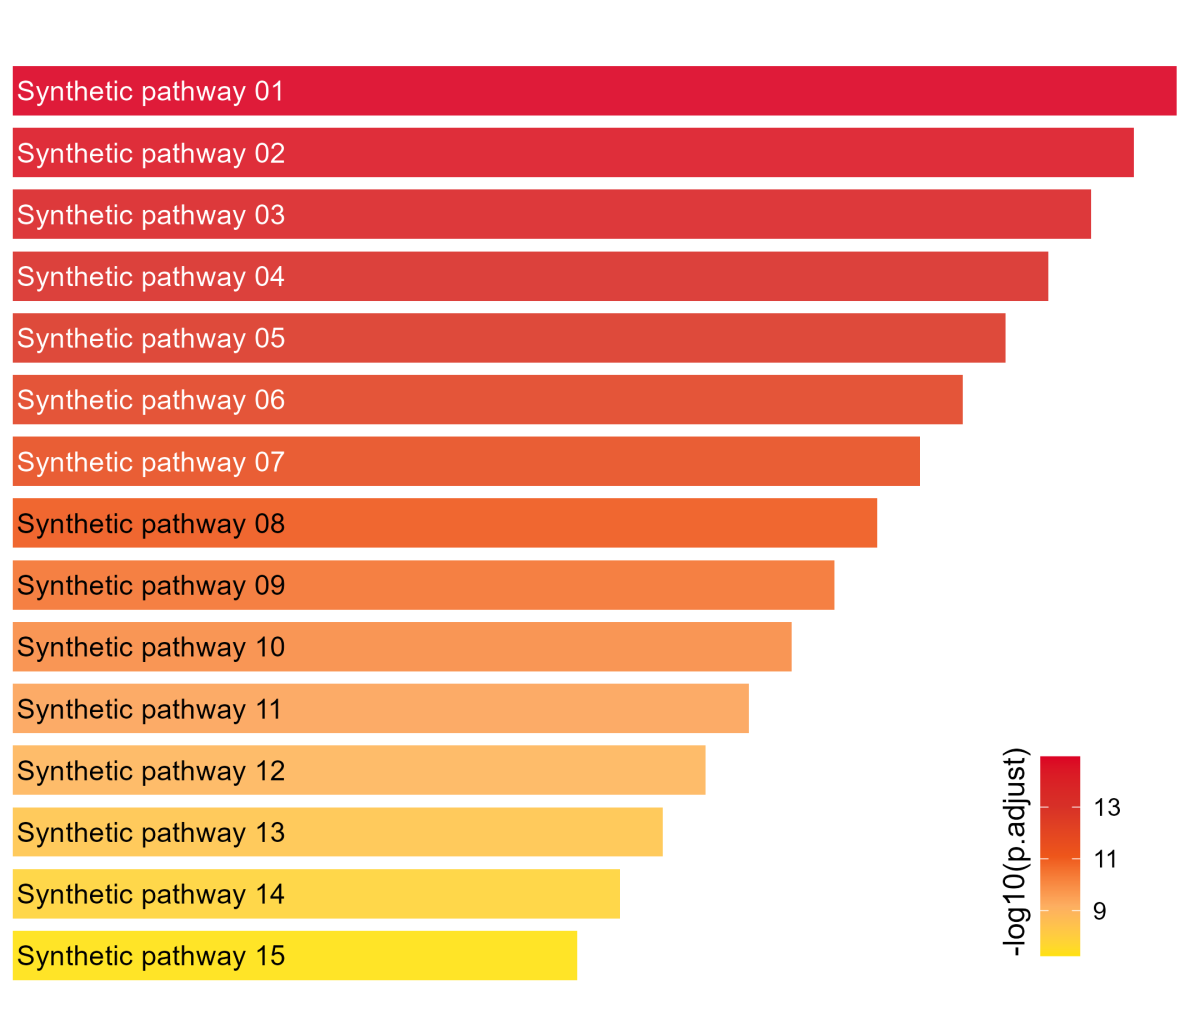 Synthetic pathway 01
Synthetic pathway 02
Synthetic pathway 03
Synthetic pathway 04
Synthetic pathway 05
Synthetic pathway 06
Synthetic pathway 07
Synthetic pathway 08
Synthetic pathway 09
Synthetic pathway 10
Synthetic pathway 11
Synthetic pathway 12
Synthetic pathway 13
Synthetic pathway 14
Synthetic pathway 15
-log10(p.adjust)
13
11
9